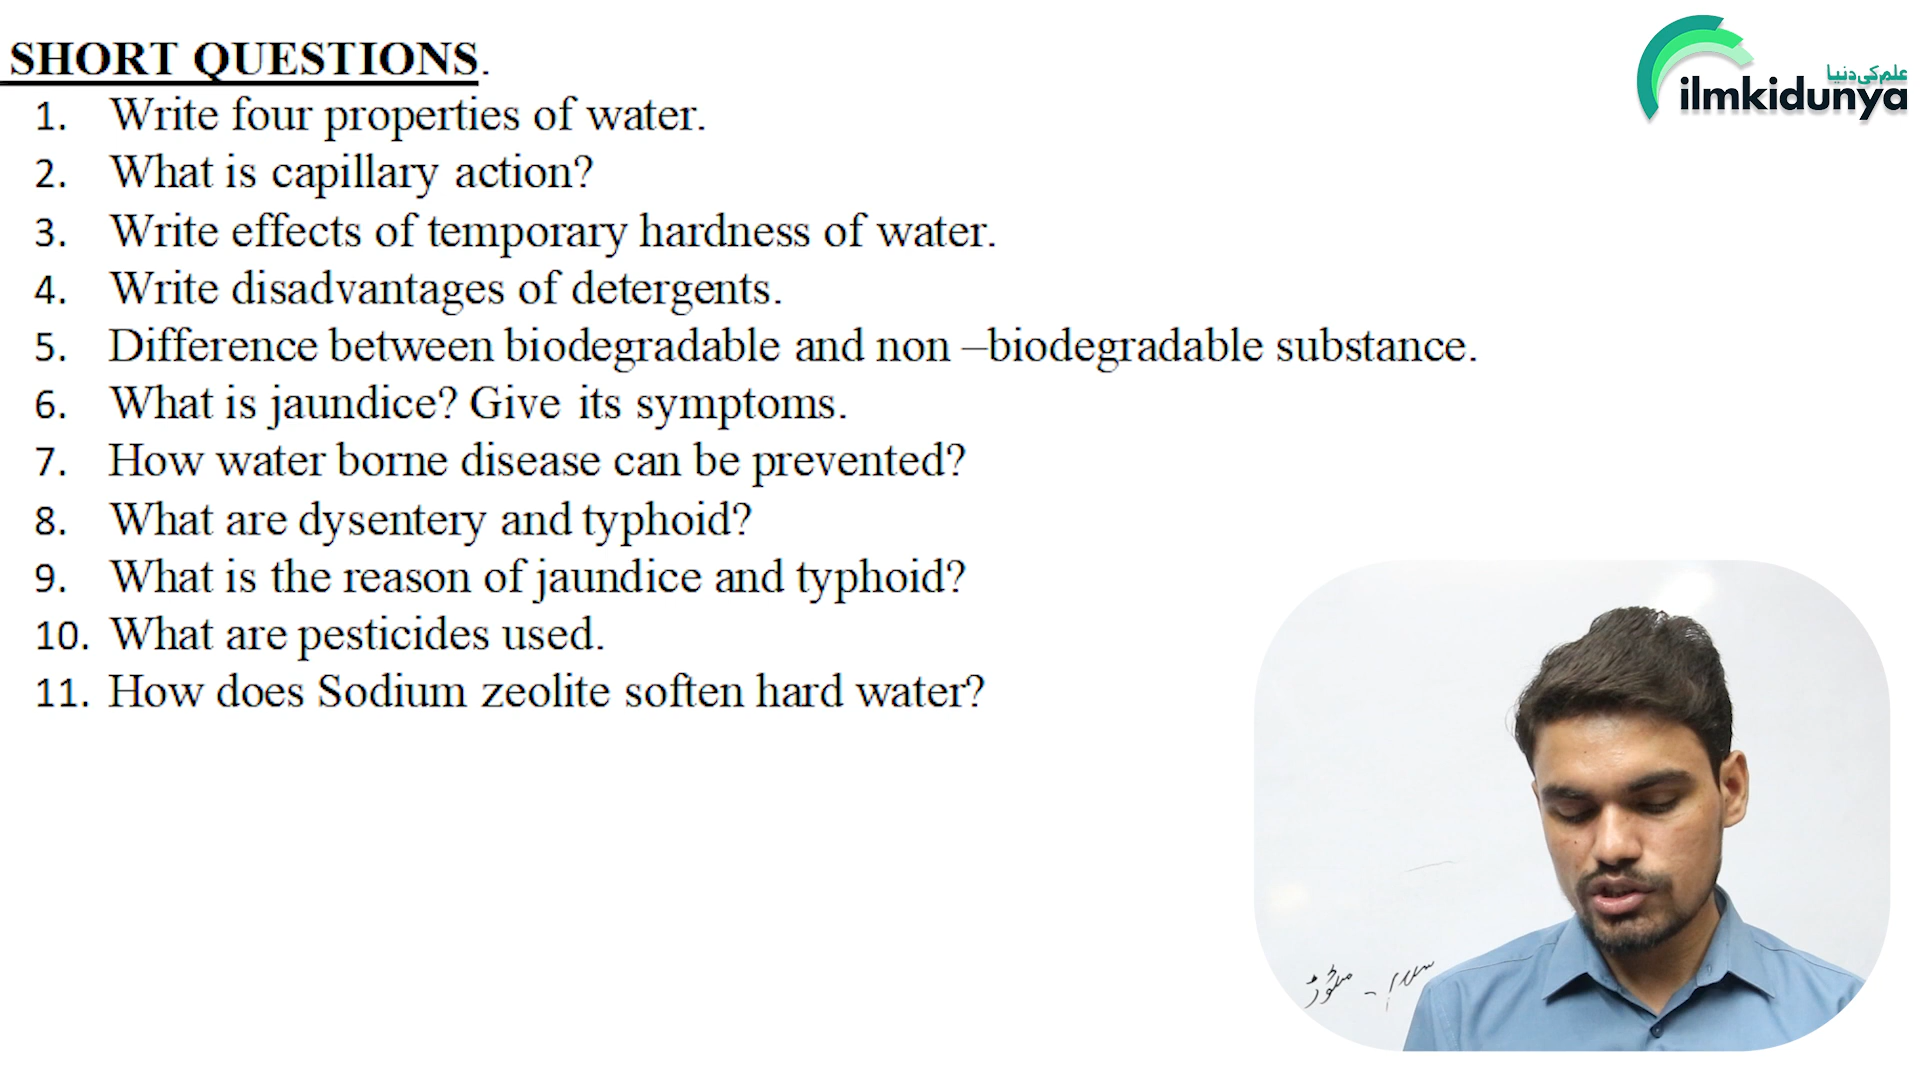 SHORT QUESTIONS.
1. Write four properties of water.
2. What is capillary action?
3. Write effects of temporary hardness of water.
4. Write disadvantages of detergents.
5. Difference between biodegradable and non –biodegradable substance.
6. What is jaundice? Give its symptoms.
7. How water borne disease can be prevented?
8. What are dysentery and typhoid?
9. What is the reason of jaundice and typhoid?
10. What are pesticides used.
11. How does Sodium zeolite soften hard water?
علم کی دنیا
ilmkidunya